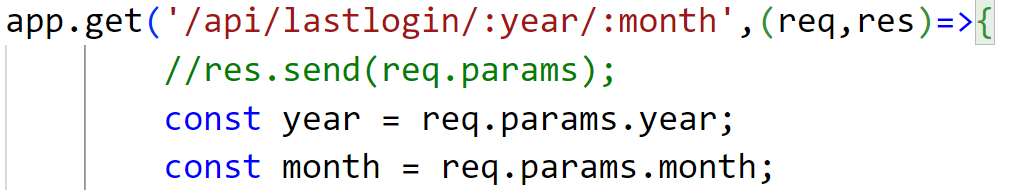 app.get('/api/lastlogin/:year/:month',(req,res)=>{
//res.send(req.params);
const year = req.params.year;
const month = req.params.month;